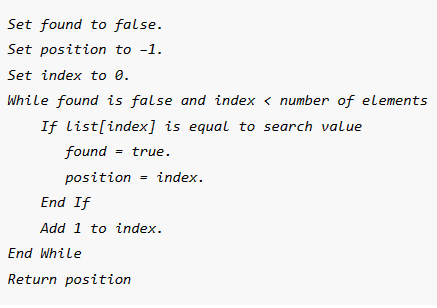 Set found to false.
Set position to –1.
Set index to 0.
While found is false and index < number of elements
If list[index] is equal to search value
found = true.
position = index.
End If
Add 1 to index.
End While
Return position